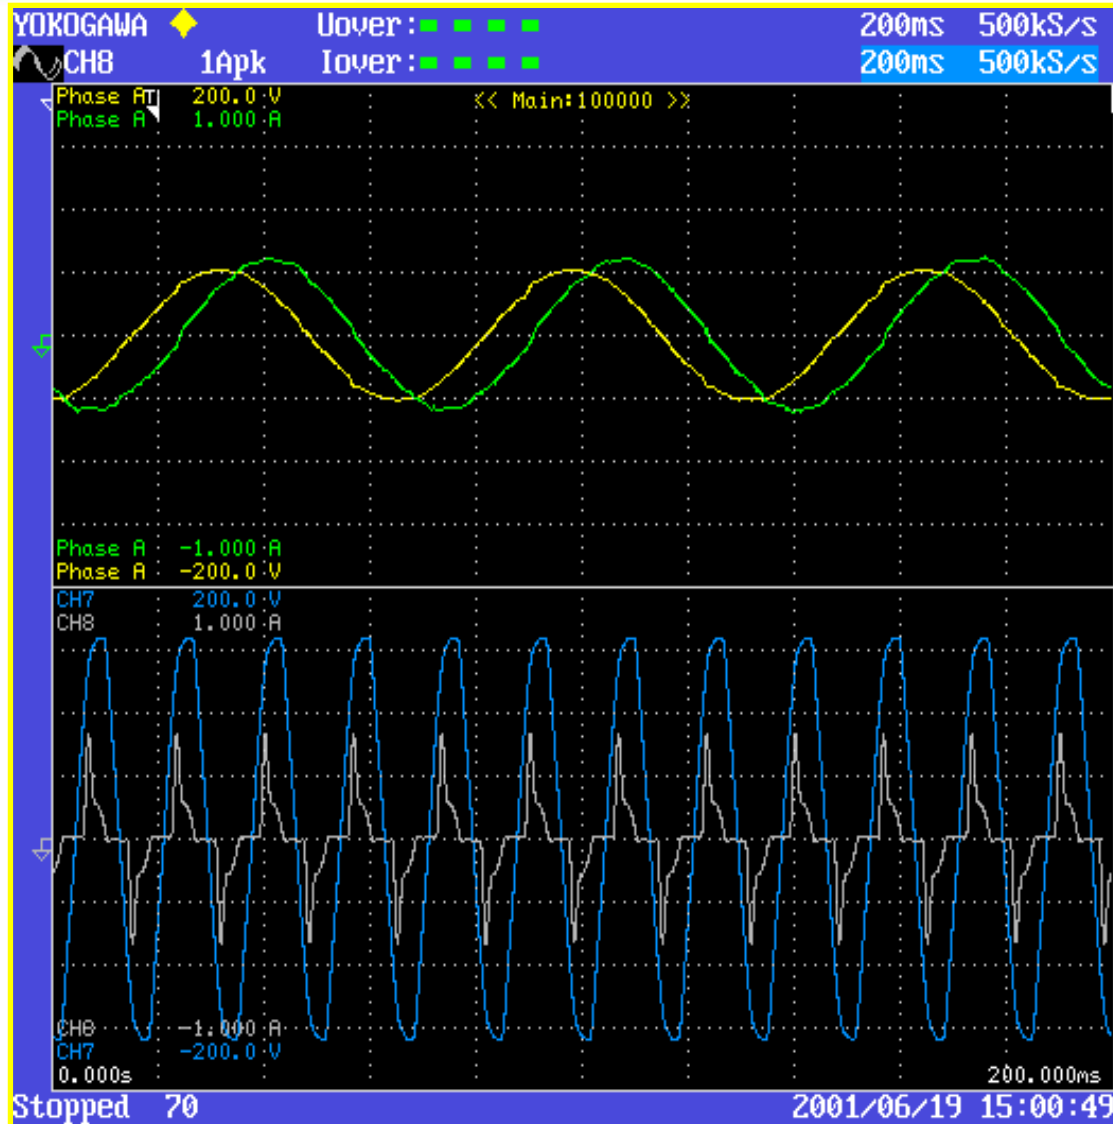 YOKOGAWA Uover: 200ms 500kS/s
CH8 1Apk Iover: 200ms 500kS/s
Phase A T 200.0 V << Main:100000 >>
Phase A 1.000 A
Phase A -1.000 A
Phase A -200.0 V
CH7 200.0 V
CH8 1.000 A
CH8 -1.000 A
CH7 -200.0 V
0.000s 200.000ms
Stopped 70 2001/06/19 15:00:49